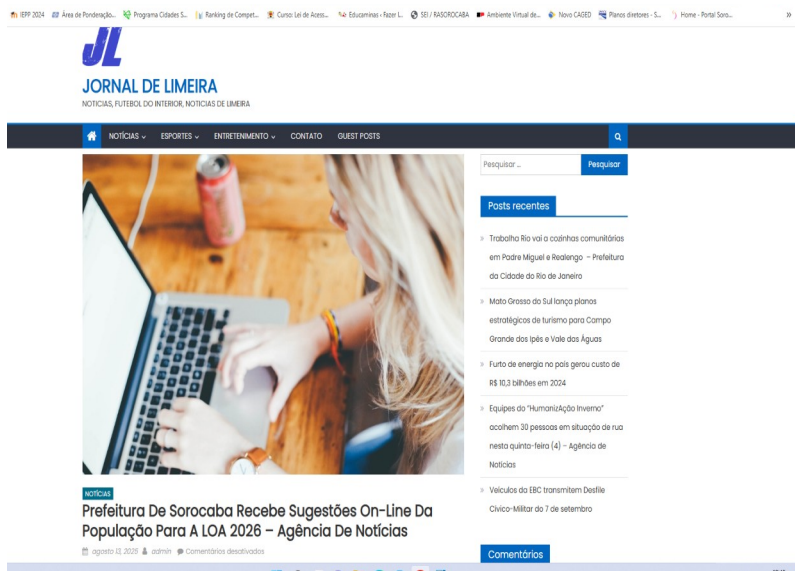 IEPP 2024 Área de Ponderação... Programa Cidades S... Ranking de Compet... Curso: Lei de Acess... Educaminas - Fazer L... SEI / RASOROCABA Ambiente Virtual de... Novo CAGED Planos diretores - S... Home - Portal Soro... »
JL
JORNAL DE LIMEIRA
NOTICIAS, FUTEBOL DO INTERIOR, NOTICIAS DE LIMEIRA
NOTÍCIAS ESPORTES ENTRETENIMENTO CONTATO GUEST POSTS
Pesquisar … Pesquisar
Posts recentes
» Trabalha Rio vai a cozinhas comunitárias
em Padre Miguel e Realengo – Prefeitura
da Cidade do Rio de Janeiro
» Mato Grosso do Sul lança planos
estratégicos de turismo para Campo
Grande dos Ipês e Vale das Águas
» Furto de energia no país gerou custo de
R$ 10,3 bilhões em 2024
» Equipes do "HumanizAção Inverno"
acolhem 30 pessoas em situação de rua
nesta quinta-feira (4) – Agência de
Notícias
» Veículos da EBC transmitem Desfile
Cívico-Militar do 7 de setembro
Comentários
NOTÍCIAS
Prefeitura De Sorocaba Recebe Sugestões On-Line Da
População Para A LOA 2026 – Agência De Notícias
agosto 13, 2025 admin Comentários desativados